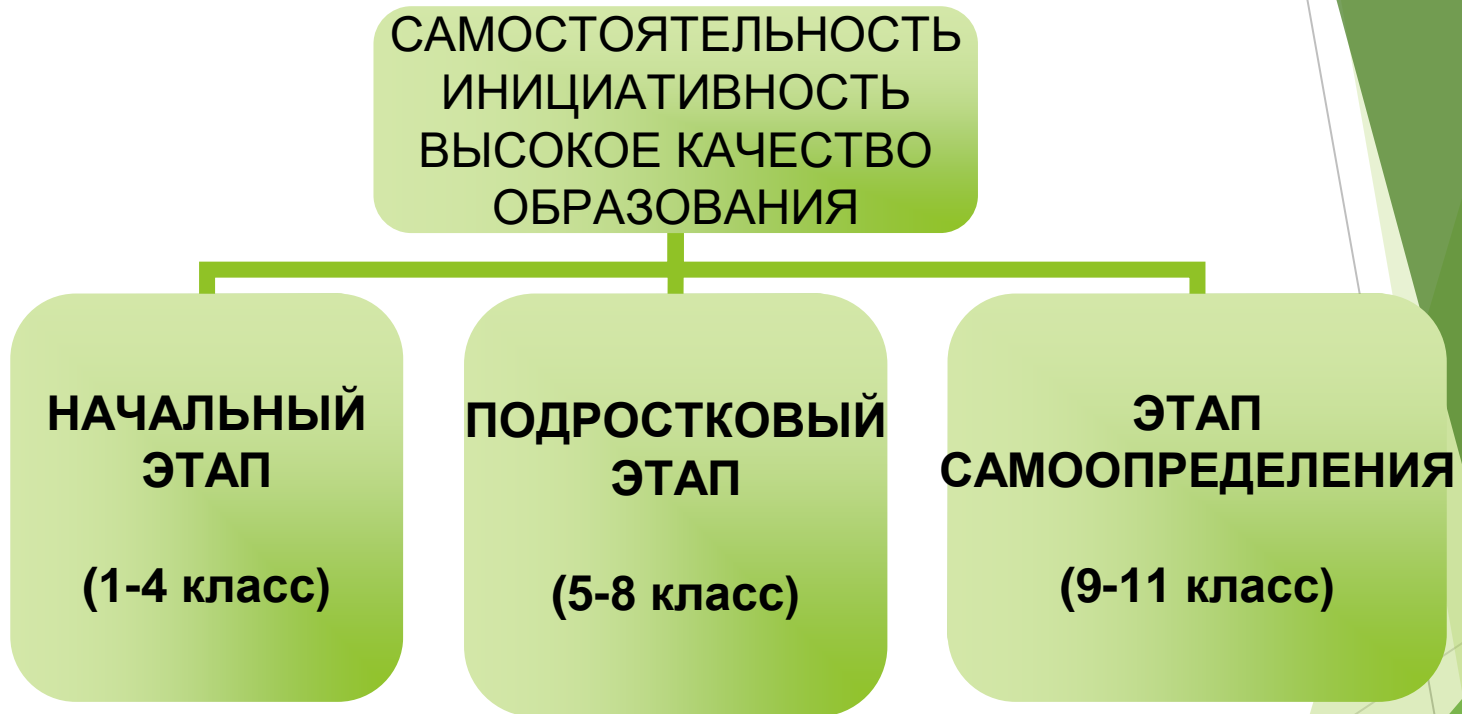 САМОСТОЯТЕЛЬНОСТЬ
ИНИЦИАТИВНОСТЬ
ВЫСОКОЕ КАЧЕСТВО
ОБРАЗОВАНИЯ
НАЧАЛЬНЫЙ
ЭТАП
(1-4 класс)
ПОДРОСТКОВЫЙ
ЭТАП
(5-8 класс)
ЭТАП
САМООПРЕДЕЛЕНИЯ
(9-11 класс)